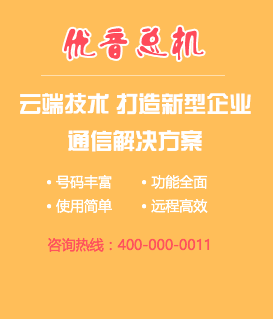 优音总机
云端技术 打造新型企业
通信解决方案
• 号码丰富 • 功能全面
• 使用简单 • 远程高效
咨询热线：400-000-0011